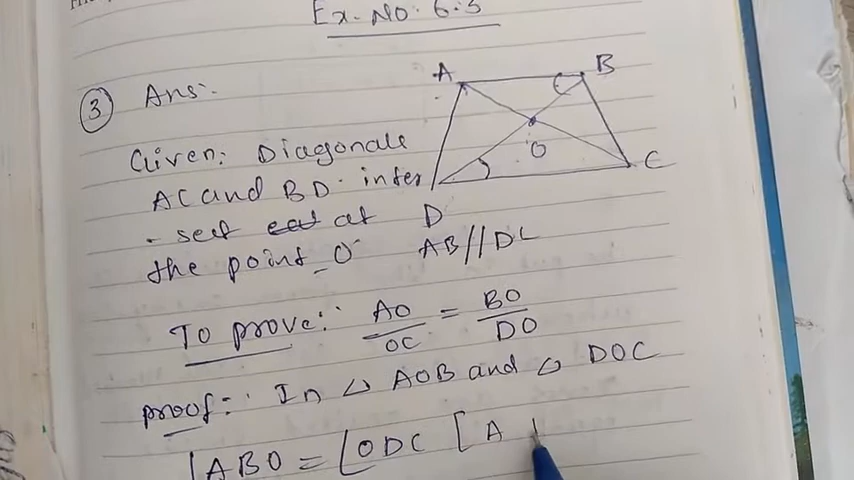 Ex. No: 6.3
③ Ans:-
A B
O
C
D
Given: Diagonals
AC and BD inter
- sect at
the point O AB//DC
To prove:- AO/OC = BO/DO
proof:- In △ AOB and △ DOC
∠ABO = ∠ODC [A